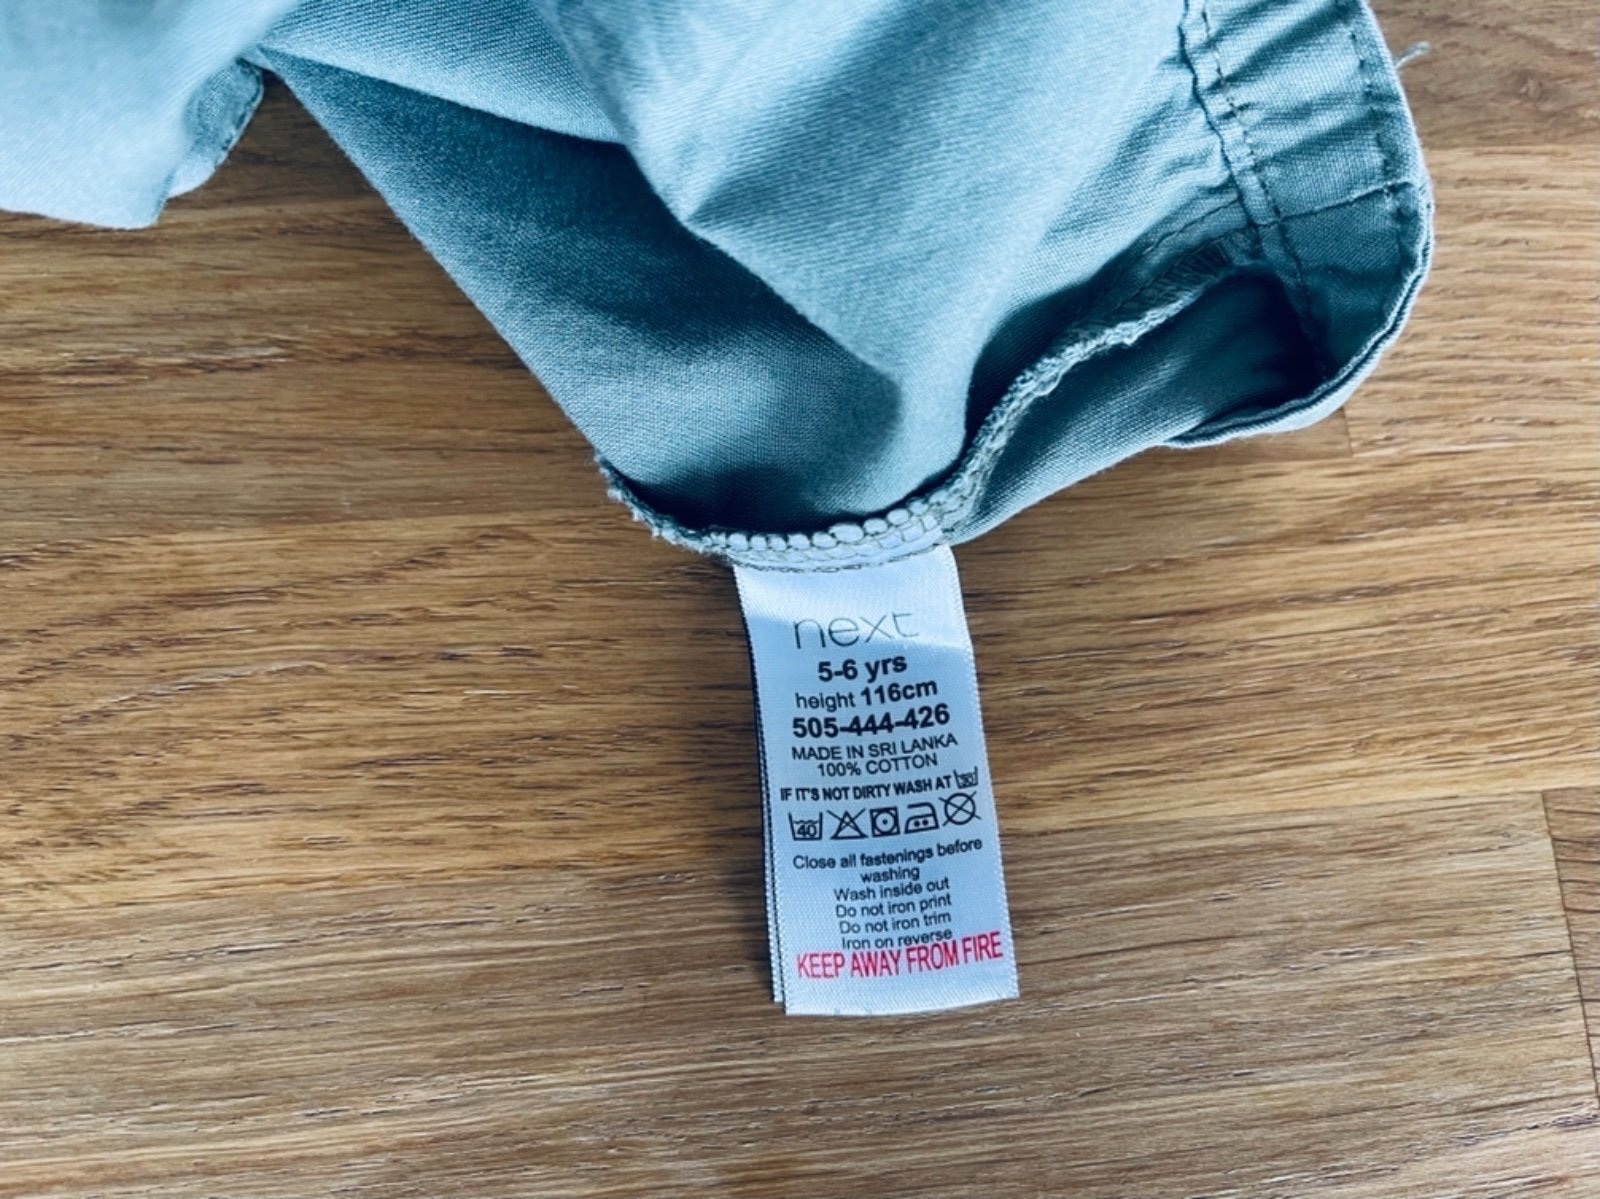 next
5-6 yrs
height 116cm
505-444-426
MADE IN SRI LANKA
100% COTTON
IF IT'S NOT DIRTY WASH AT 30
40
Close all fastenings before
washing
Wash inside out
Do not iron print
Do not iron trim
Iron on reverse
KEEP AWAY FROM FIRE